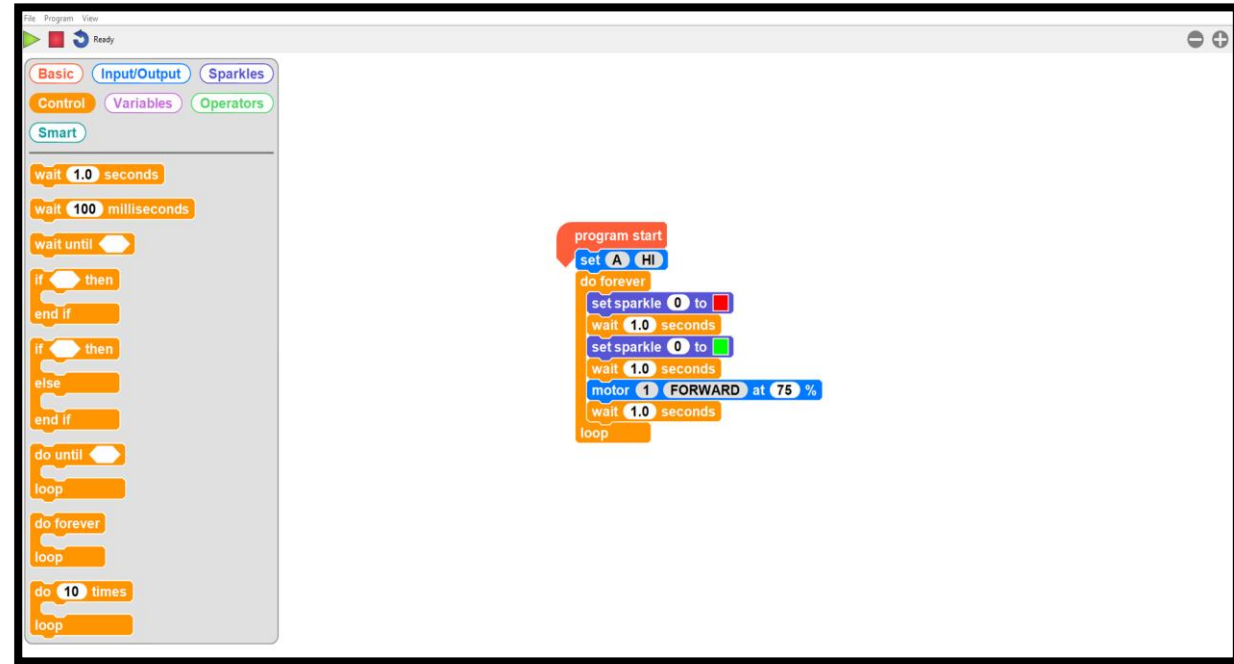 File Program View
Ready
Basic Input/Output Sparkles
Control Variables Operators
Smart
wait 1.0 seconds
wait 100 milliseconds
wait until
if then
end if
if then
else
end if
do until
loop
do forever
loop
do 10 times
loop
program start
set A HI
do forever
set sparkle 0 to
wait 1.0 seconds
set sparkle 0 to
wait 1.0 seconds
motor 1 FORWARD at 75 %
wait 1.0 seconds
loop